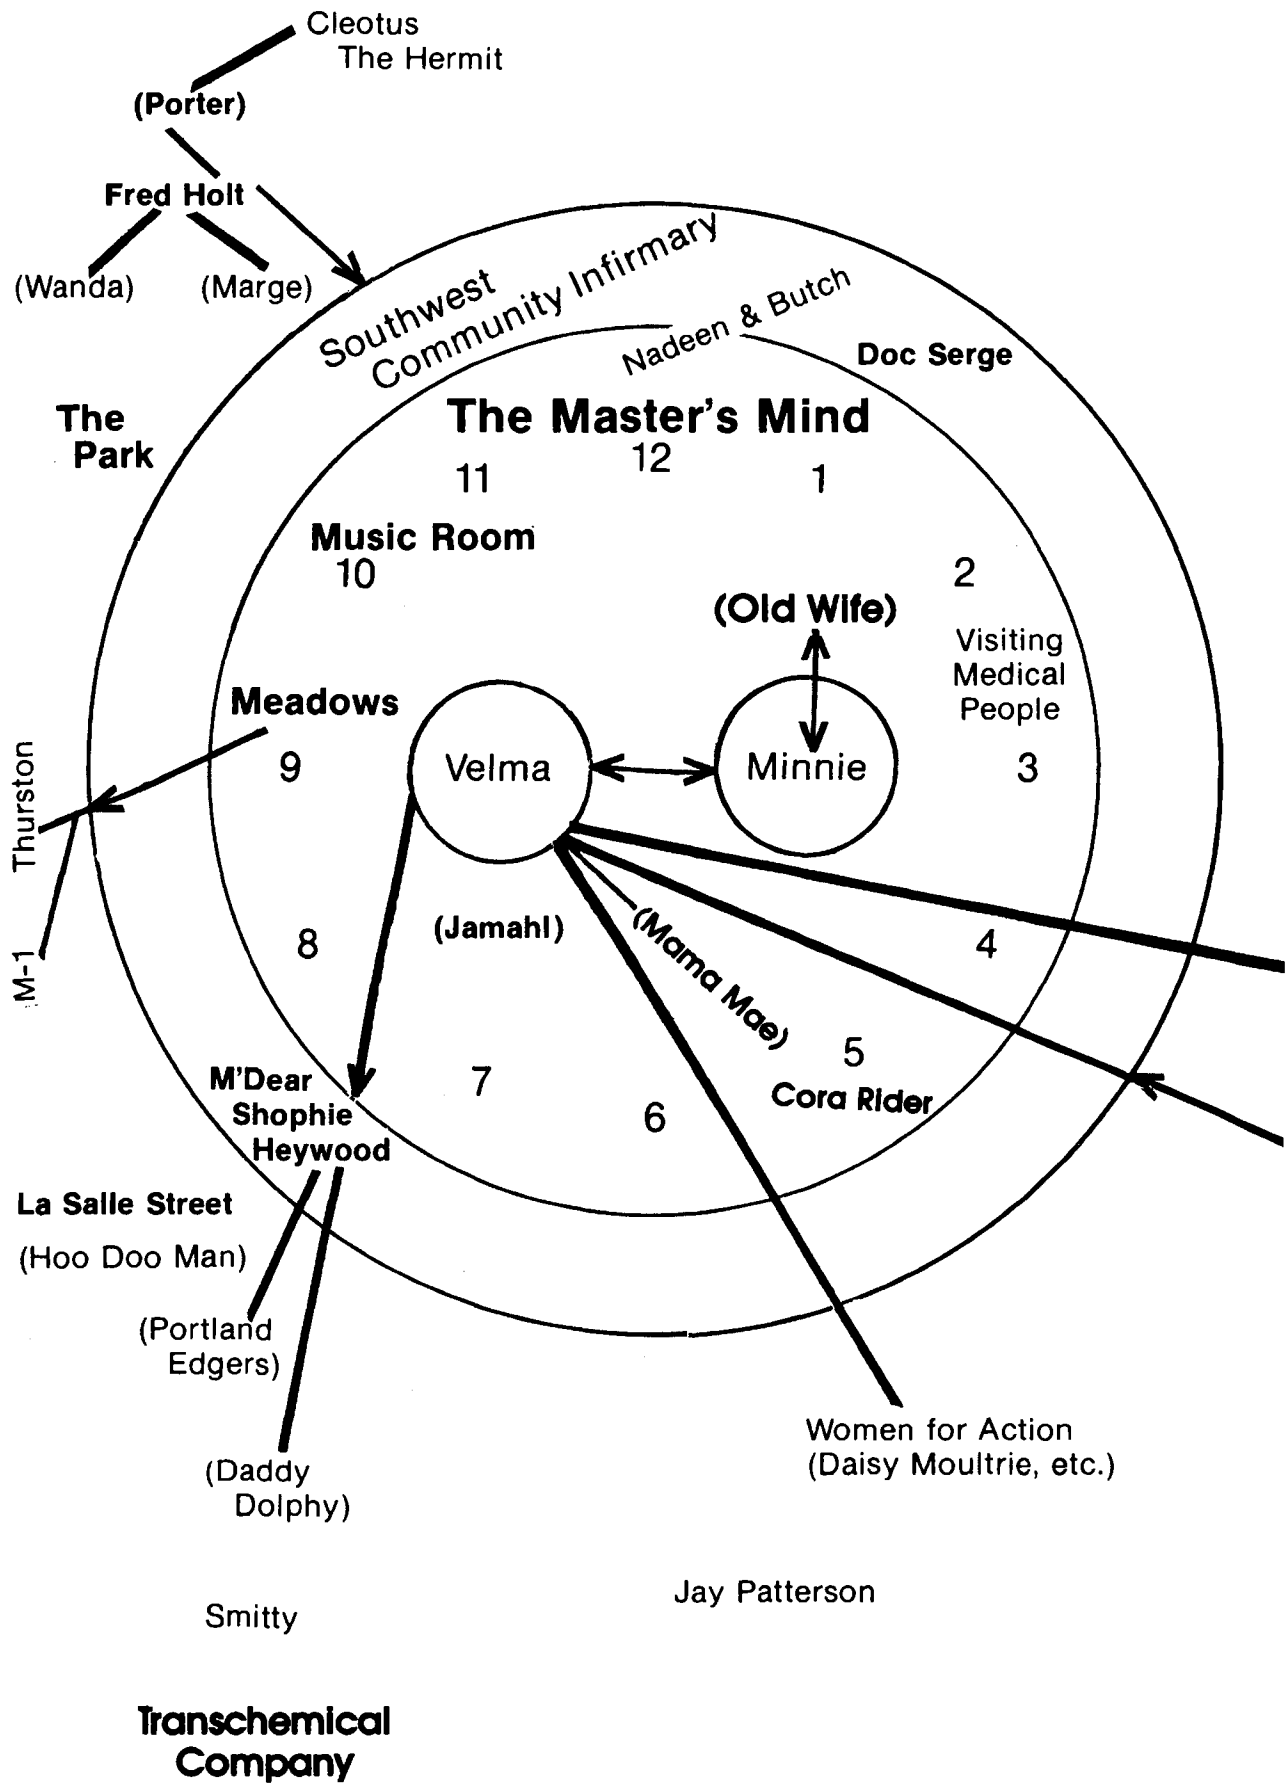 Cleotus
The Hermit
(Porter)
Fred Holt
(Wanda)
(Marge)
Southwest
Community Infirmary
Nadeen & Butch
Doc Serge
The
Park
The Master's Mind
12
11
1
Music Room
10
2
(Old Wife)
Visiting
Medical
People
Meadows
9
Velma
Minnie
3
Thurston
M-1
(Jamahl)
(Mama Mae)
8
4
5
Cora Rider
7
6
M'Dear
Shophie
Heywood
La Salle Street
(Hoo Doo Man)
(Portland
Edgers)
(Daddy
Dolphy)
Women for Action
(Daisy Moultrie, etc.)
Jay Patterson
Smitty
Transchemical
Company